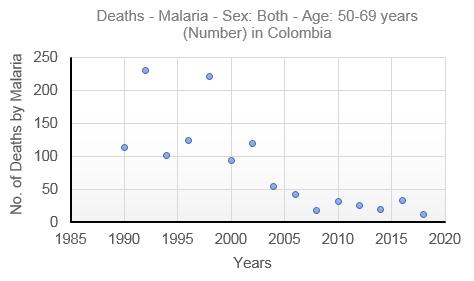 Deaths - Malaria - Sex: Both - Age: 50-69 years
(Number) in Colombia
No. of Deaths by Malaria
250
200
150
100
50
0
1985 1990 1995 2000 2005 2010 2015 2020
Years